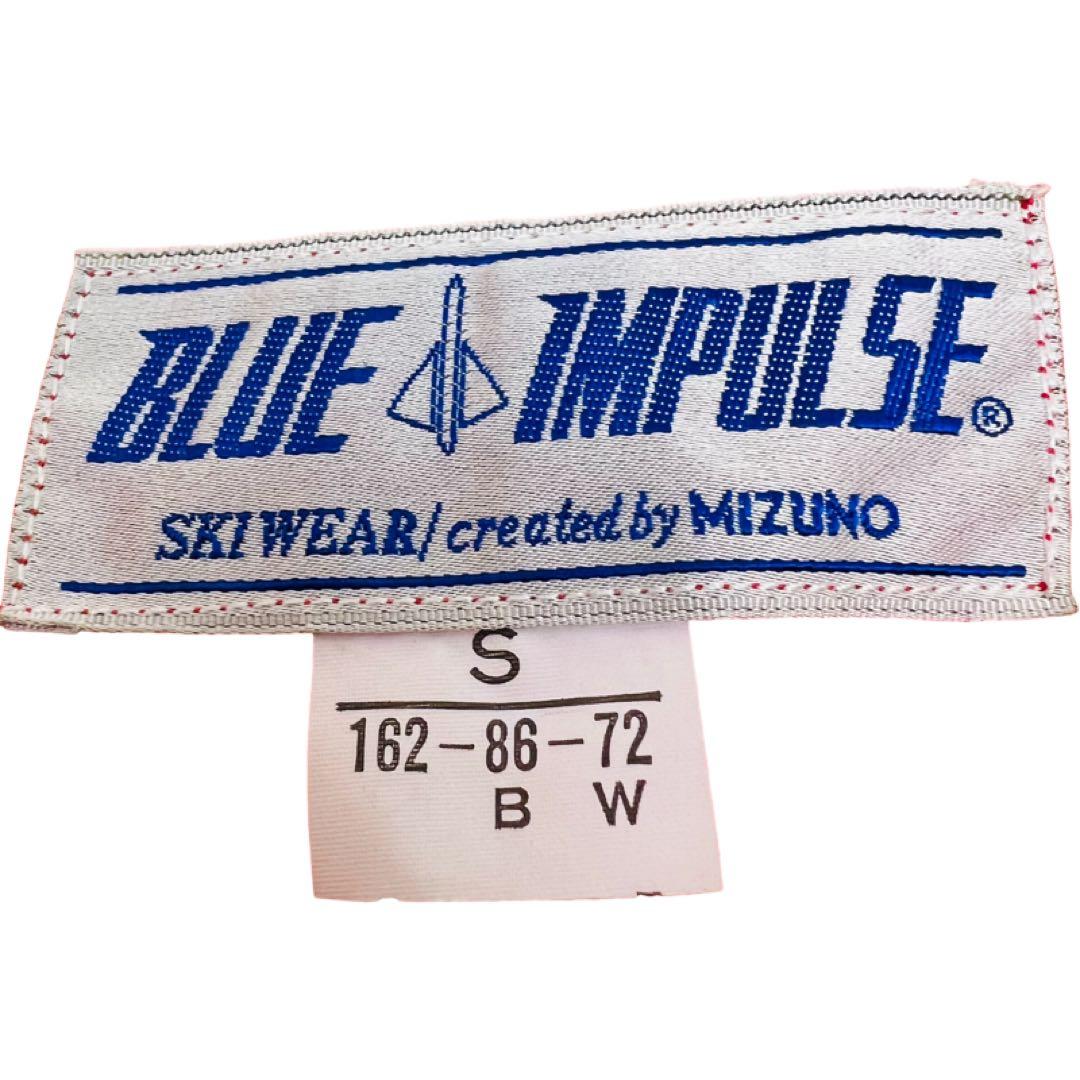 BLUE IMPULSE®
SKI WEAR/created by MIZUNO
S
162-86-72
B W